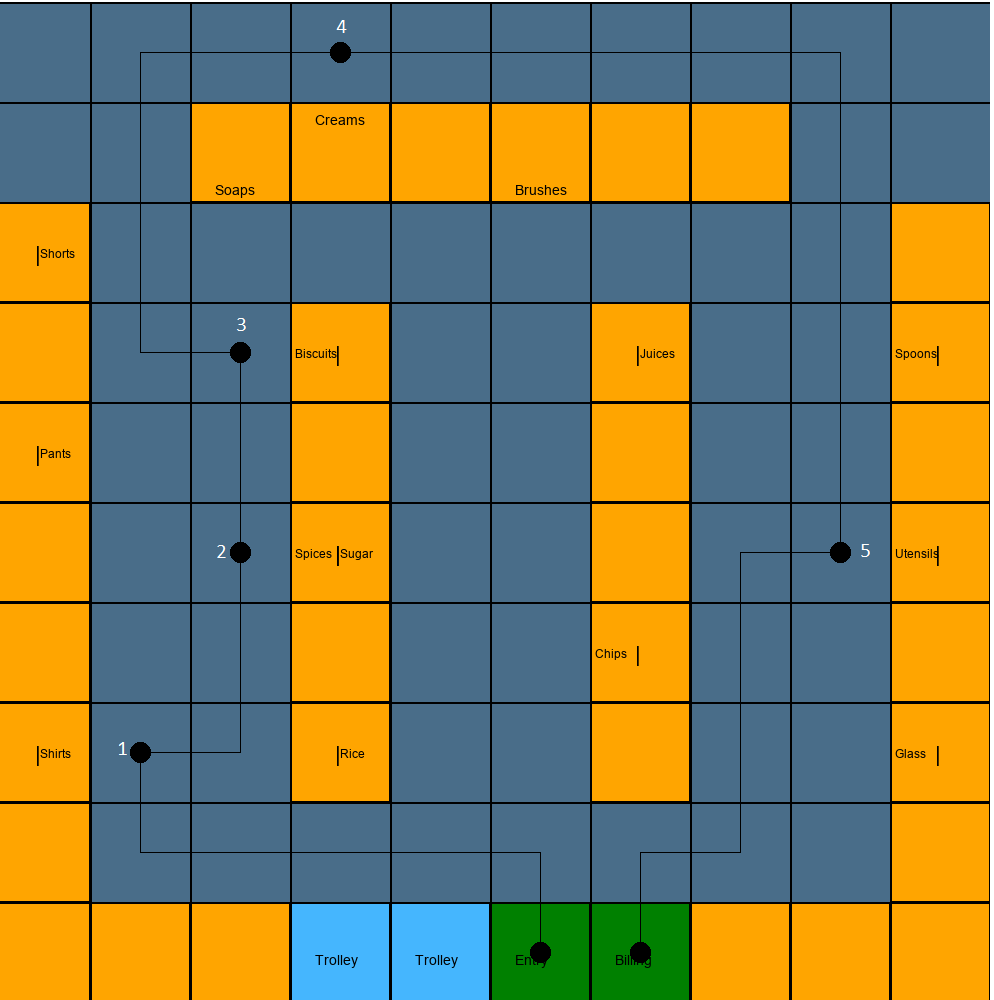 4
Creams
Soaps
Brushes
|Shorts
3
Biscuits|
|Juices
Spoons|
|Pants
2
Spices |Sugar
5
Utensils|
Chips |
1
|Shirts
|Rice
Glass |
Trolley
Trolley
Entry
Billing